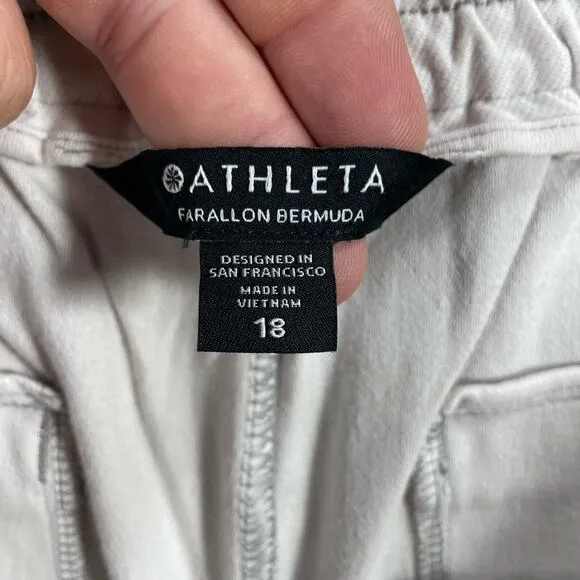 ATHLETA
FARALLON BERMUDA
DESIGNED IN
SAN FRANCISCO
MADE IN
VIETNAM
18